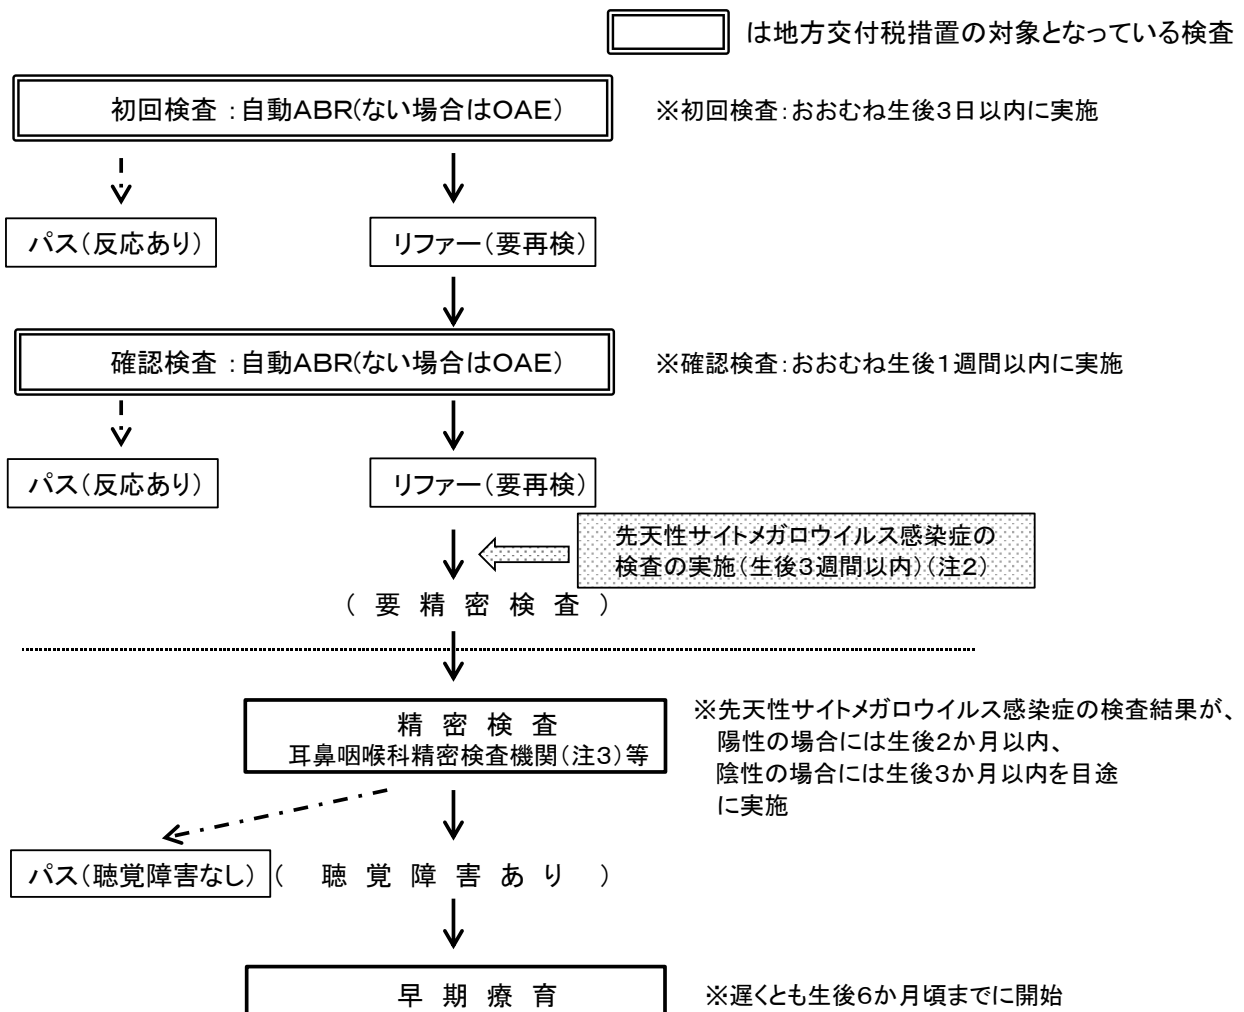 は地方交付税措置の対象となっている検査
初回検査:自動ABR(ない場合はOAE)
※初回検査:おおむね生後3日以内に実施
パス(反応あり)
リファー(要再検)
確認検査:自動ABR(ない場合はOAE)
※確認検査:おおむね生後1週間以内に実施
パス(反応あり)
リファー(要再検)
先天性サイトメガロウイルス感染症の
検査の実施(生後3週間以内)(注2)
(要精密検査)
精密検査
耳鼻咽喉科精密検査機関(注3)等
※先天性サイトメガロウイルス感染症の検査結果が、
陽性の場合には生後2か月以内、
陰性の場合には生後3か月以内を目途
に実施
パス(聴覚障害なし)
(聴覚障害あり)
早期療育
※遅くとも生後6か月頃までに開始